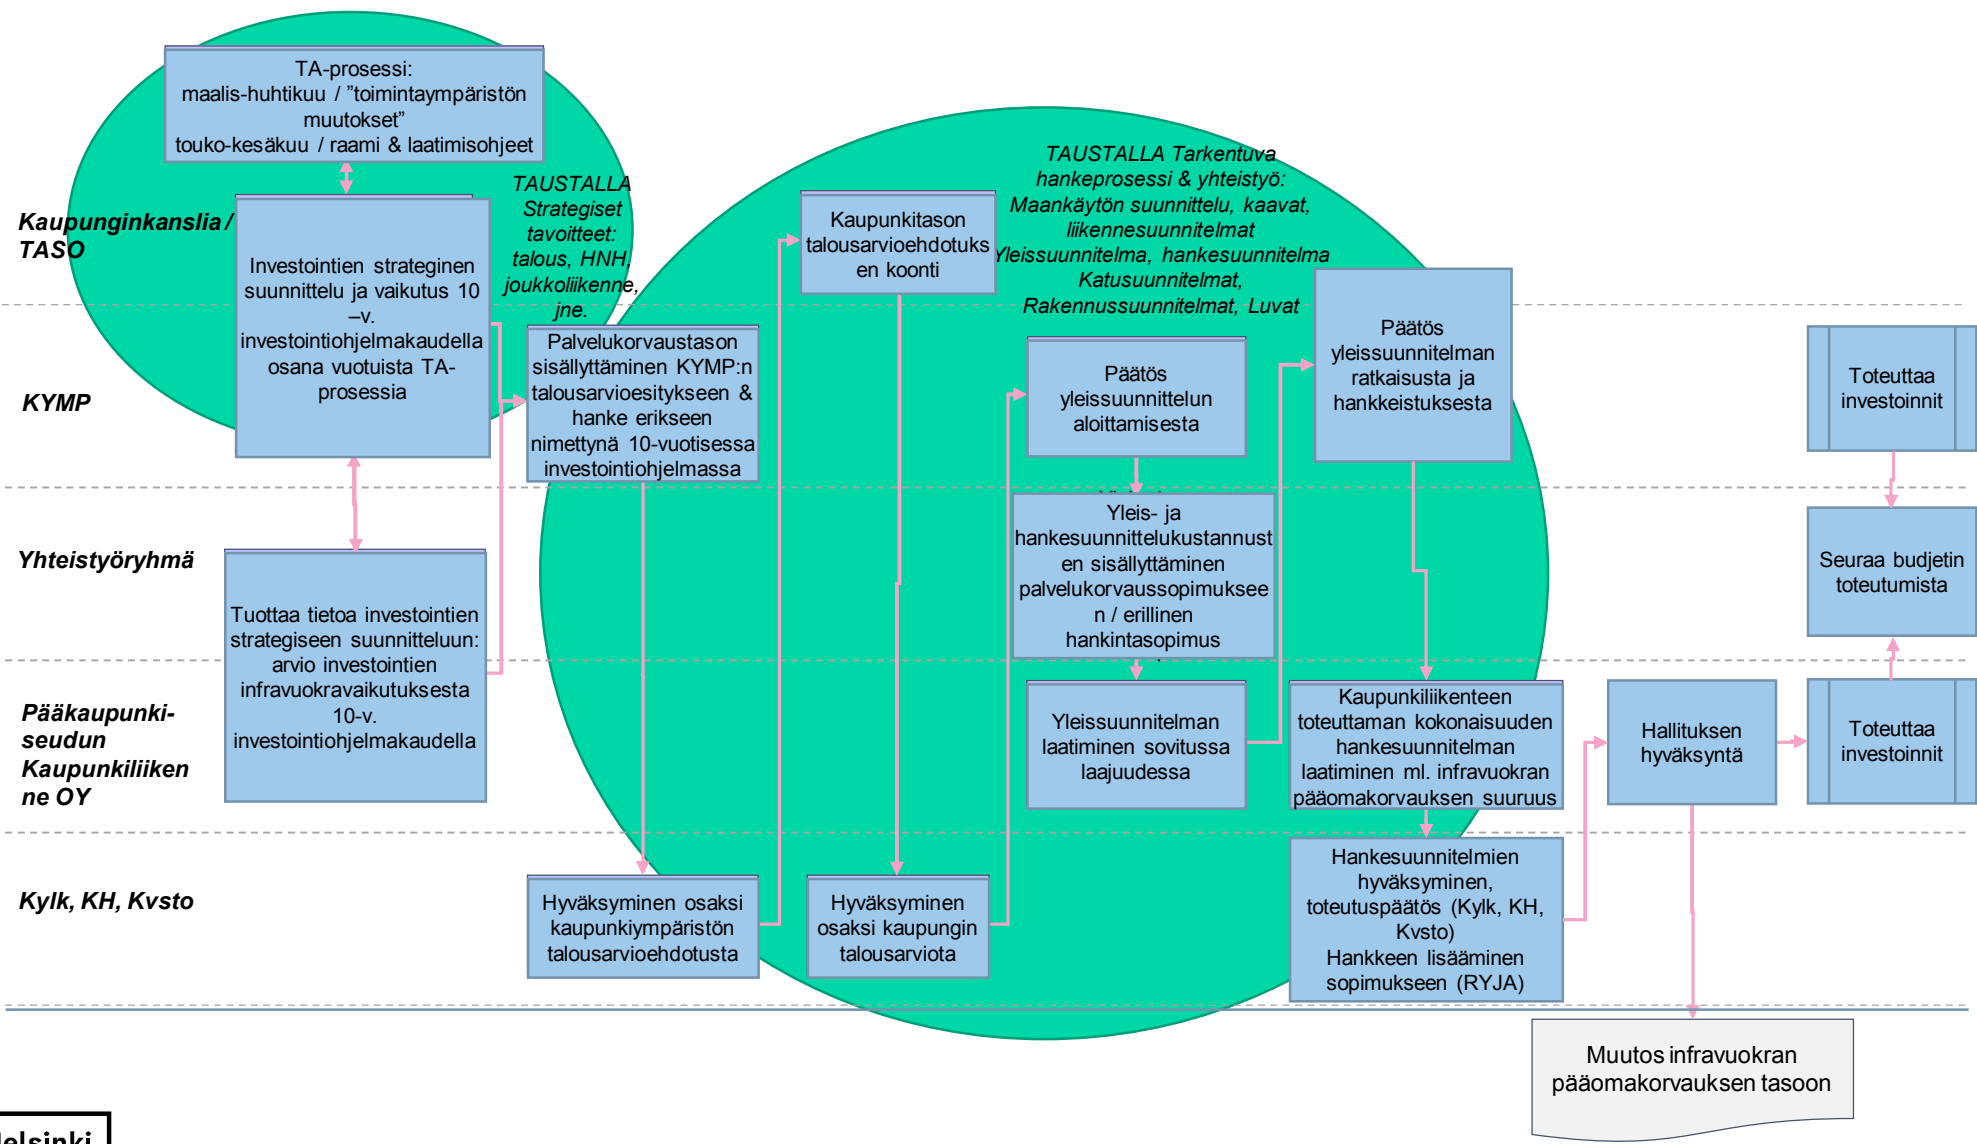 TA-prosessi:
maalis-huhtikuu / ”toimintaympäristön
muutokset”
touko-kesäkuu / raami & laatimisohjeet
Kaupunginkanslia /
TASO
Investointien strateginen
suunnittelu ja vaikutus 10
–v.
investointiohjelmakaudella
osana vuotuista TA-
prosessia
TAUSTALLA
Strategiset
tavoitteet:
talous, HNH,
joukkoliikenne,
jne.
Kaupunkitason
talousarvioehdotuks
en koonti
TAUSTALLA Tarkentuva
hankeprosessi & yhteistyö:
Maankäytön suunnittelu, kaavat,
liikennesuunnitelmat
Yleissuunnitelma, hankesuunnitelma
Katusuunnitelmat,
Rakennussuunnitelmat, Luvat
KYMP
Palvelukorvaustason
sisällyttäminen KYMP:n
talousarvioesitykseen &
hanke erikseen
nimettynä 10-vuotisessa
investointiohjelmassa
Päätös
yleissuunnittelun
aloittamisesta
Päätös
yleissuunnitelman
ratkaisusta ja
hankkeistuksesta
Toteuttaa
investoinnit
Yhteistyöryhmä
Yleis- ja
hankesuunnittelukustannust
en sisällyttäminen
palvelukorvaussopimuksee
n / erillinen
hankintasopimus
Seuraa budjetin
toteutumista
Tuottaa tietoa investointien
strategiseen suunnitteluun:
arvio investointien
infravuokravaikutuksesta
10-v.
investointiohjelmakaudella
Pääkaupunki-
seudun
Kaupunkiliiken
ne OY
Yleissuunnitelman
laatiminen sovitussa
laajuudessa
Kaupunkiliikenteen
toteuttaman kokonaisuuden
hankesuunnitelman
laatiminen ml. infravuokran
pääomakorvauksen suuruus
Hallituksen
hyväksyntä
Toteuttaa
investoinnit
Kylk, KH, Kvsto
Hyväksyminen osaksi
kaupunkiympäristön
talousarvioehdotusta
Hyväksyminen
osaksi kaupungin
talousarviota
Hankesuunnitelmien
hyväksyminen,
toteutuspäätös (Kylk, KH,
Kvsto)
Hankkeen lisääminen
sopimukseen (RYJA)
Muutos infravuokran
pääomakorvauksen tasoon